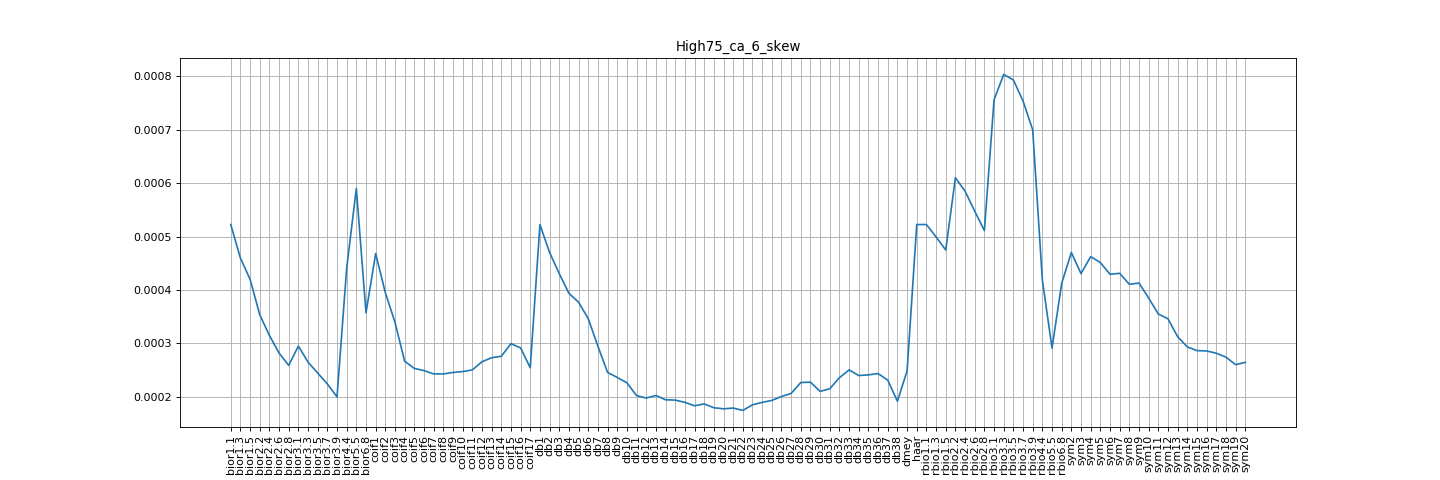 High75_ca_6_skew
0.0008
0.0007
0.0006
0.0005
0.0004
0.0003
0.0002
bior1.1
bior1.3
bior1.5
bior2.2
bior2.4
bior2.6
bior2.8
bior3.1
bior3.3
bior3.5
bior3.7
bior3.9
bior4.4
bior5.5
bior6.8
coif1
coif2
coif3
coif4
coif5
coif6
coif7
coif8
coif9
coif10
coif11
coif12
coif13
coif14
coif15
coif16
coif17
db1
db2
db3
db4
db5
db6
db7
db8
db9
db10
db11
db12
db13
db14
db15
db16
db17
db18
db19
db20
db21
db22
db23
db24
db25
db26
db27
db28
db29
db30
db31
db32
db33
db34
db35
db36
db37
db38
dmey
haar
rbio1.1
rbio1.3
rbio1.5
rbio2.2
rbio2.4
rbio2.6
rbio2.8
rbio3.1
rbio3.3
rbio3.5
rbio3.7
rbio3.9
rbio4.4
rbio5.5
rbio6.8
sym2
sym3
sym4
sym5
sym6
sym7
sym8
sym9
sym10
sym11
sym12
sym13
sym14
sym15
sym16
sym17
sym18
sym19
sym20